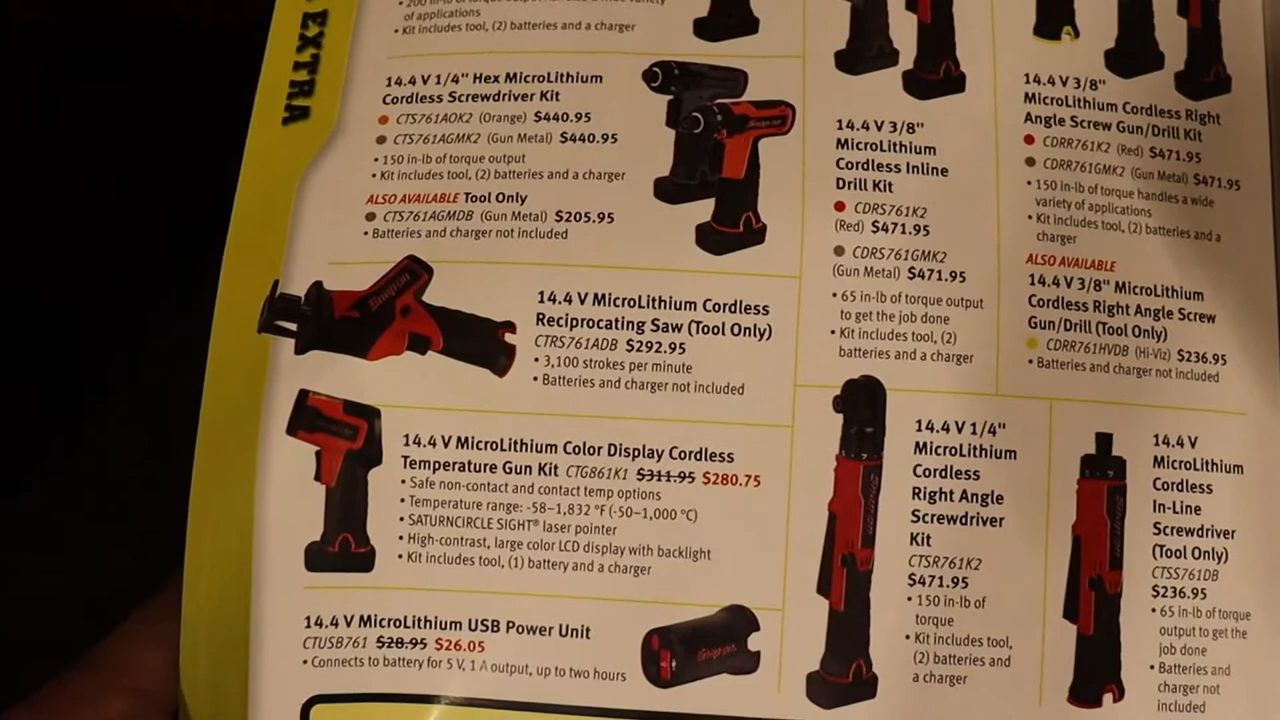 EXTRA
of applications
• Kit includes tool, (2) batteries and a charger
14.4 V 1/4" Hex MicroLithium
Cordless Screwdriver Kit
CTS761AOK2 (Orange) $440.95
CTS761AGMK2 (Gun Metal) $440.95
• 150 in-lb of torque output
• Kit includes tool, (2) batteries and a charger
ALSO AVAILABLE Tool Only
CTS761AGMDB (Gun Metal) $205.95
• Batteries and charger not included
Snap-on
14.4 V MicroLithium Cordless
Reciprocating Saw (Tool Only)
CTRS761ADB $292.95
• 3,100 strokes per minute
• Batteries and charger not included
14.4 V MicroLithium Color Display Cordless
Temperature Gun Kit CTG861K1 $311.95 $280.75
• Safe non-contact and contact temp options
• Temperature range: -58–1,832 °F (-50–1,000 °C)
• SATURNCIRCLE SIGHT® laser pointer
• High-contrast, large color LCD display with backlight
• Kit includes tool, (1) battery and a charger
14.4 V MicroLithium USB Power Unit
CTUSB761 $28.95 $26.05
• Connects to battery for 5 V, 1 A output, up to two hours
Snap-on
14.4 V 3/8"
MicroLithium
Cordless Inline
Drill Kit
CDRS761K2
(Red) $471.95
CDRS761GMK2
(Gun Metal) $471.95
• 65 in-lb of torque output
to get the job done
• Kit includes tool, (2)
batteries and a charger
14.4 V 3/8"
MicroLithium Cordless Right
Angle Screw Gun/Drill Kit
CDRR761K2 (Red) $471.95
CDRR761GMK2 (Gun Metal) $471.95
• 150 in-lb of torque handles a wide
variety of applications
• Kit includes tool, (2) batteries and a
charger
ALSO AVAILABLE
14.4 V 3/8" MicroLithium
Cordless Right Angle Screw
Gun/Drill (Tool Only)
CDRR761HVDB (Hi-Viz) $236.95
• Batteries and charger not included
Snap-on
14.4 V 1/4"
MicroLithium
Cordless
Right Angle
Screwdriver
Kit
CTSR761K2
$471.95
• 150 in-lb of
torque
• Kit includes tool,
(2) batteries and
a charger
Snap-on
14.4 V
MicroLithium
Cordless
In-Line
Screwdriver
(Tool Only)
CTSS761DB
$236.95
• 65 in-lb of torque
output to get the
job done
• Batteries and
charger not
included